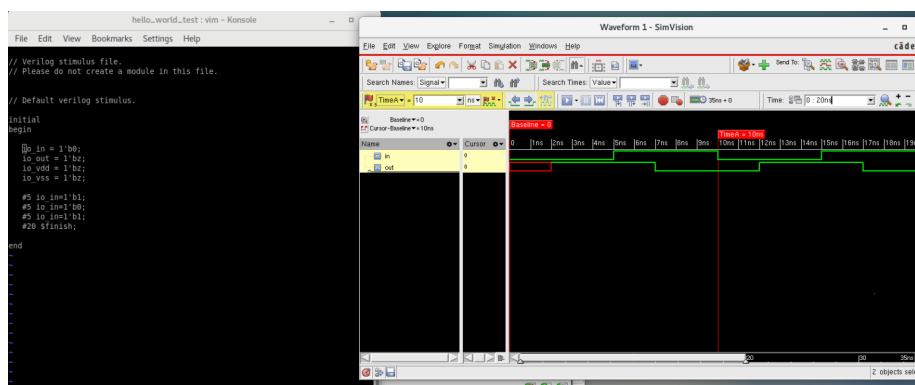 hello_world_test : vim - Konsole
File Edit View Bookmarks Settings Help
// Verilog stimulus file.
// Please do not create a module in this file.
// Default verilog stimulus.
initial
begin
io_in = 1'b0;
io_out = 1'bz;
io_vdd = 1'bz;
io_vss = 1'bz;
#5 io_in=1'b1;
#5 io_in=1'b0;
#5 io_in=1'b1;
#20 $finish;
end
~
~
~
~
~
~
~
~
~
~
~
~
Waveform 1 - SimVision
File Edit View Explore Format Simulation Windows Help
cādence
Send To:
Search Names: Signal
Search Times: Value
TimeA = 10 ns
35ns + 0
Time: 0 : 20ns
Baseline = 0
Cursor-Baseline = 10ns
Baseline = 0
TimeA = 10ns
Name Cursor 0 1ns 2ns 3ns 4ns 5ns 6ns 7ns 8ns 9ns 10ns 11ns 12ns 13ns 14ns 15ns 16ns 17ns 18ns
in 0
out 0
20 30 35ns
2 objects sel